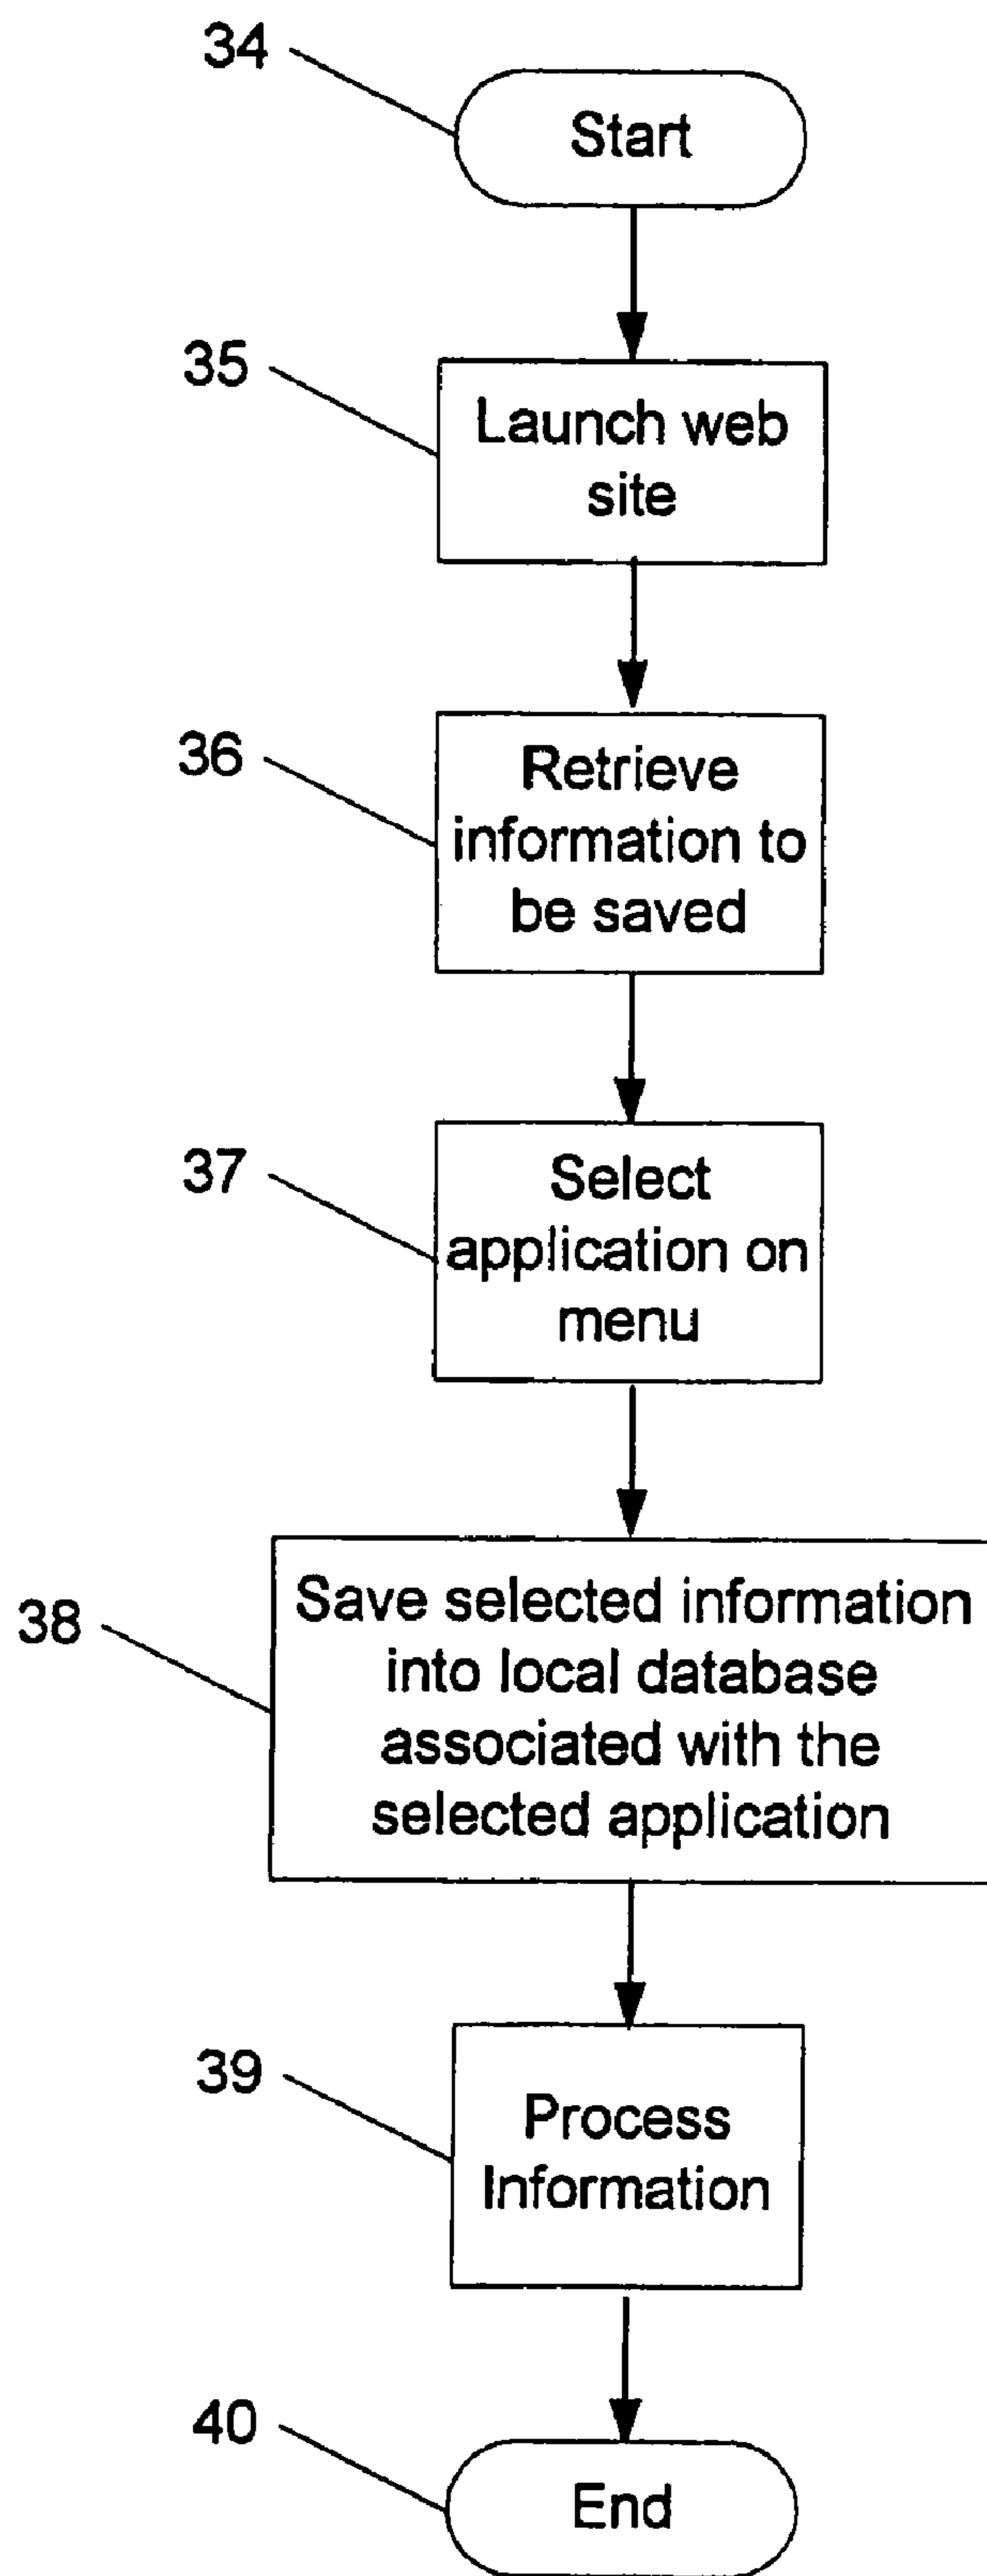 34
Start
35
Launch web
site
36
Retrieve
information to
be saved
37
Select
application on
menu
38
Save selected information
into local database
associated with the
selected application
39
Process
Information
40
End